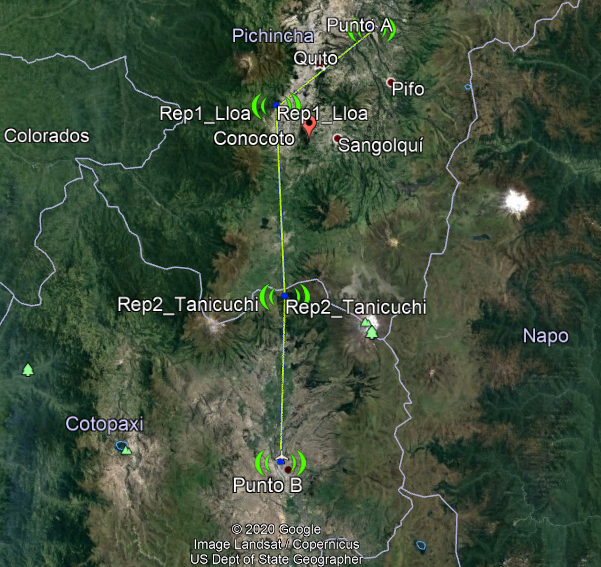 Punto A
Pichincha
Quito
Pifo
Rep1_Lloa
Rep1_Lloa
Colorados
Conocoto
Sangolquí
Rep2_Tanicuchi
Rep2_Tanicuchi
Napo
Cotopaxi
Punto B
© 2020 Google
Image Landsat / Copernicus
US Dept of State Geographer